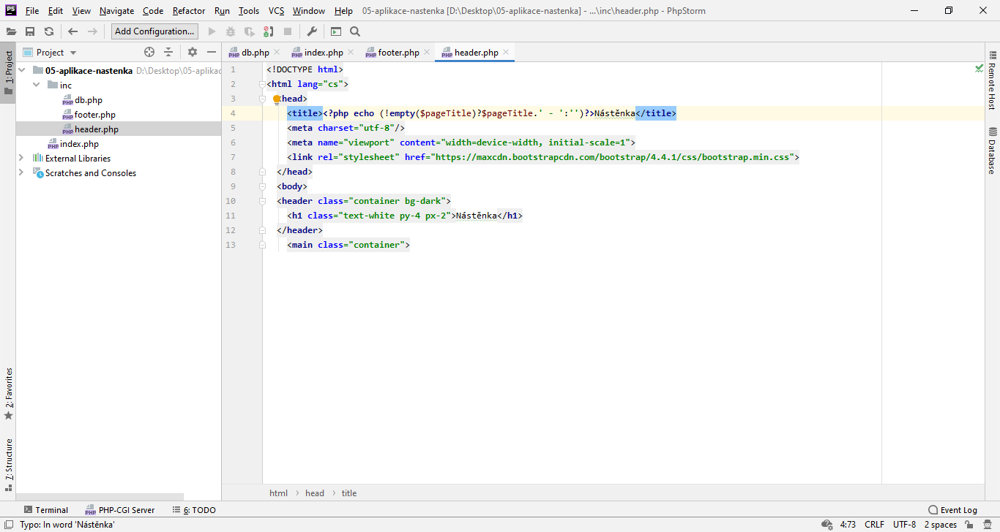 File Edit View Navigate Code Refactor Run Tools VCS Window Help 05-aplikace-nastenka [D:\Desktop\05-aplikace-nastenka] - ...\inc\header.php - PhpStorm
Add Configuration...
1: Project
Project
db.php index.php footer.php header.php
05-aplikace-nastenka D:\Desktop\05-aplikac
inc
db.php
footer.php
header.php
index.php
External Libraries
Scratches and Consoles
1 <!DOCTYPE html>
2 <html lang="cs">
3 head>
4 <title><?php echo (!empty($pageTitle)?$pageTitle.' - ':'')?>Nástěnka</title>
5 <meta charset="utf-8"/>
6 <meta name="viewport" content="width=device-width, initial-scale=1">
7 <link rel="stylesheet" href="https://maxcdn.bootstrapcdn.com/bootstrap/4.4.1/css/bootstrap.min.css">
8 </head>
9 <body>
10 <header class="container bg-dark">
11 <h1 class="text-white py-4 px-2">Nástěnka</h1>
12 </header>
13 <main class="container">
Remote Host
Database
2: Favorites
7: Structure
html > head > title
Terminal PHP-CGI Server 6: TODO Event Log
Typo: In word 'Nástěnka' 4:73 CRLF UTF-8 2 spaces